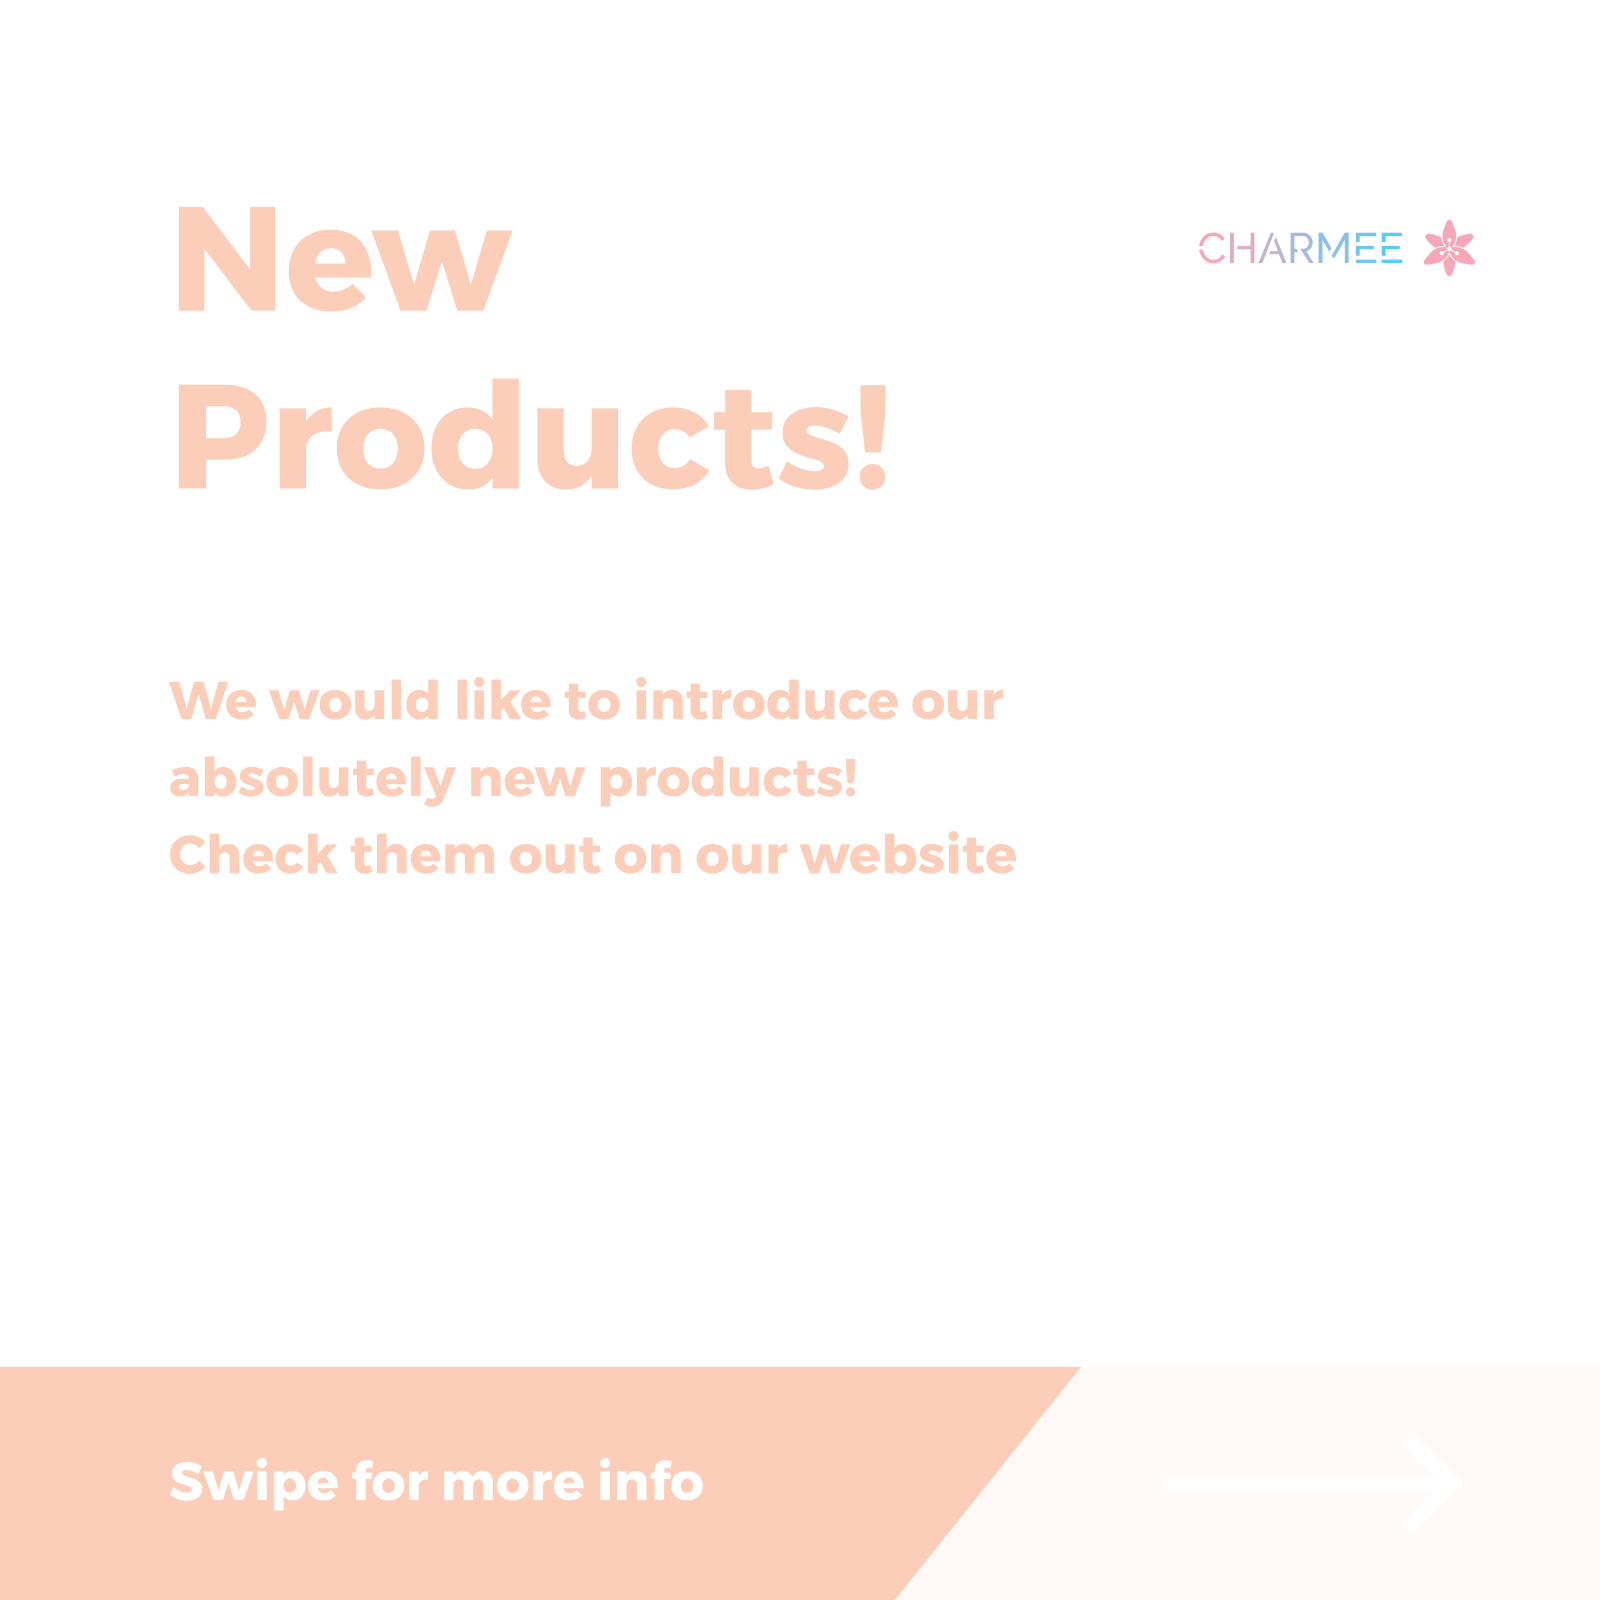 New
Products!
CHARMEE
We would like to introduce our
absolutely new products!
Check them out on our website
Swipe for more info